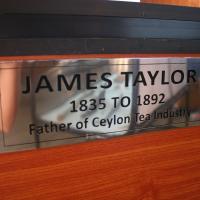 JAMES TAYLOR
1835 TO 1892
Father of Ceylon Tea Industry